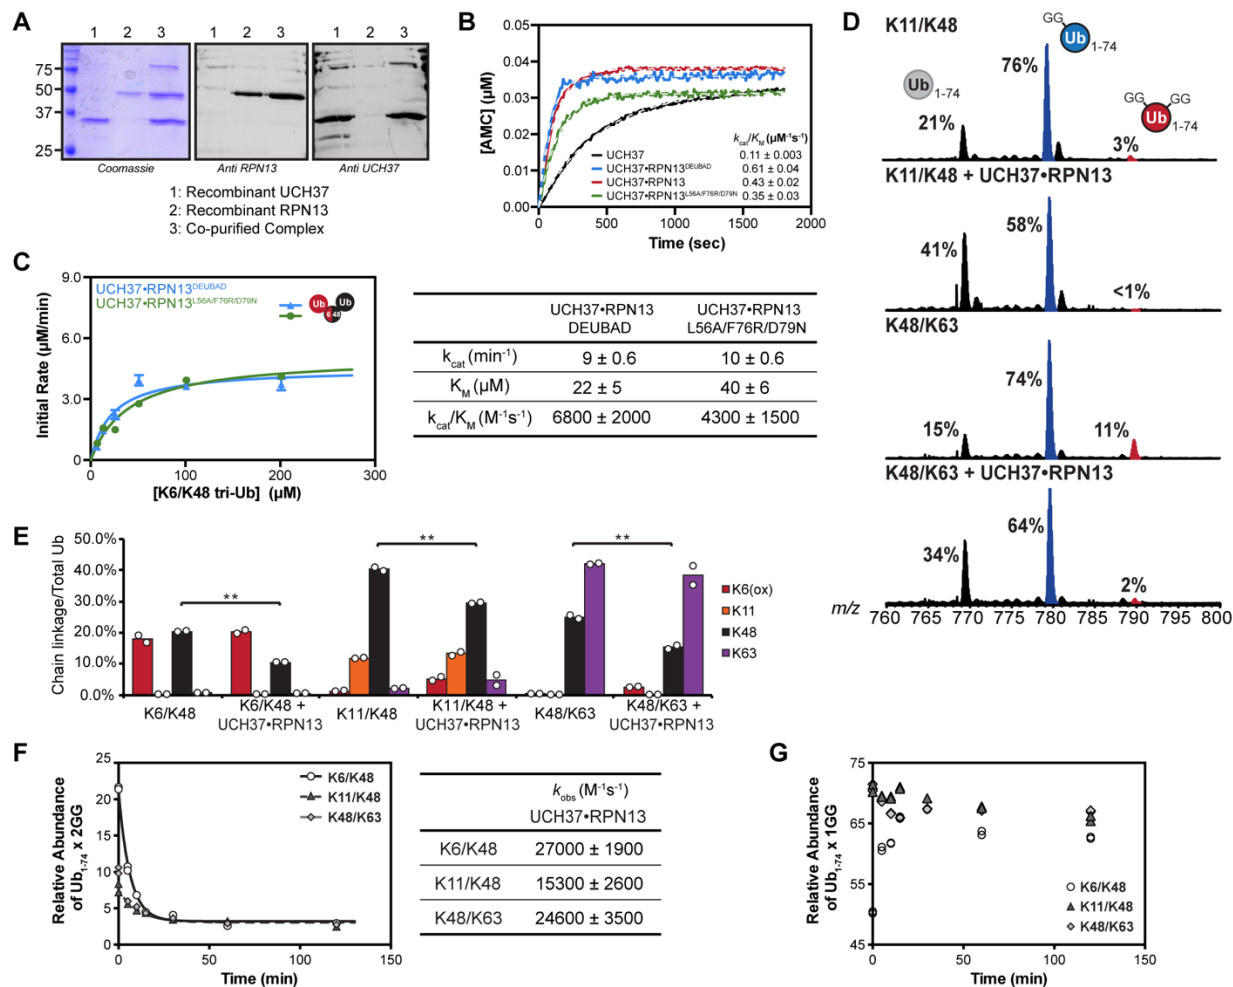 A
1 2 3 1 2 3 1 2 3
75
50
37
25
Coomassie
Anti RPN13
Anti UCH37
1: Recombinant UCH37
2: Recombinant RPN13
3: Co-purified Complex
B
[AMC] (µM)
0.05
0.04
0.03
0.02
0.01
0.00
kcat/KM (µM⁻¹s⁻¹)
UCH37 0.11 ± 0.003
UCH37•RPN13DEUBAD 0.61 ± 0.04
UCH37•RPN13 0.43 ± 0.02
UCH37•RPN13L56A/F76R/D79N 0.35 ± 0.03
0 500 1000 1500 2000
Time (sec)
C
Initial Rate (µM/min)
9.0
6.0
3.0
0
UCH37•RPN13DEUBAD
UCH37•RPN13L56A/F76R/D79N
Ub Ub
6 48
0 100 200 300
[K6/K48 tri-Ub] (µM)
UCH37•RPN13 DEUBAD
UCH37•RPN13 L56A/F76R/D79N
kcat (min⁻¹) 9 ± 0.6 10 ± 0.6
KM (µM) 22 ± 5 40 ± 6
kcat/KM (M⁻¹s⁻¹) 6800 ± 2000 4300 ± 1500
D
K11/K48
GG Ub 1-74
Ub 1-74
GG GG Ub 1-74
76%
21%
3%
K11/K48 + UCH37•RPN13
58%
41%
<1%
K48/K63
74%
15%
11%
K48/K63 + UCH37•RPN13
64%
34%
2%
m/z
760 765 770 775 780 785 790 795 800
E
Chain linkage/Total Ub
50.0%
40.0%
30.0%
20.0%
10.0%
0.0%
** ** **
K6(ox)
K11
K48
K63
K6/K48
K6/K48 + UCH37•RPN13
K11/K48
K11/K48 + UCH37•RPN13
K48/K63
K48/K63 + UCH37•RPN13
F
Relative Abundance of Ub1-74 x 2GG
25
20
15
10
5
0
K6/K48
K11/K48
K48/K63
0 50 100 150
Time (min)
kobs (M⁻¹s⁻¹)
UCH37•RPN13
K6/K48 27000 ± 1900
K11/K48 15300 ± 2600
K48/K63 24600 ± 3500
G
Relative Abundance of Ub1-74 x 1GG
75
65
55
45
K6/K48
K11/K48
K48/K63
0 50 100 150
Time (min)